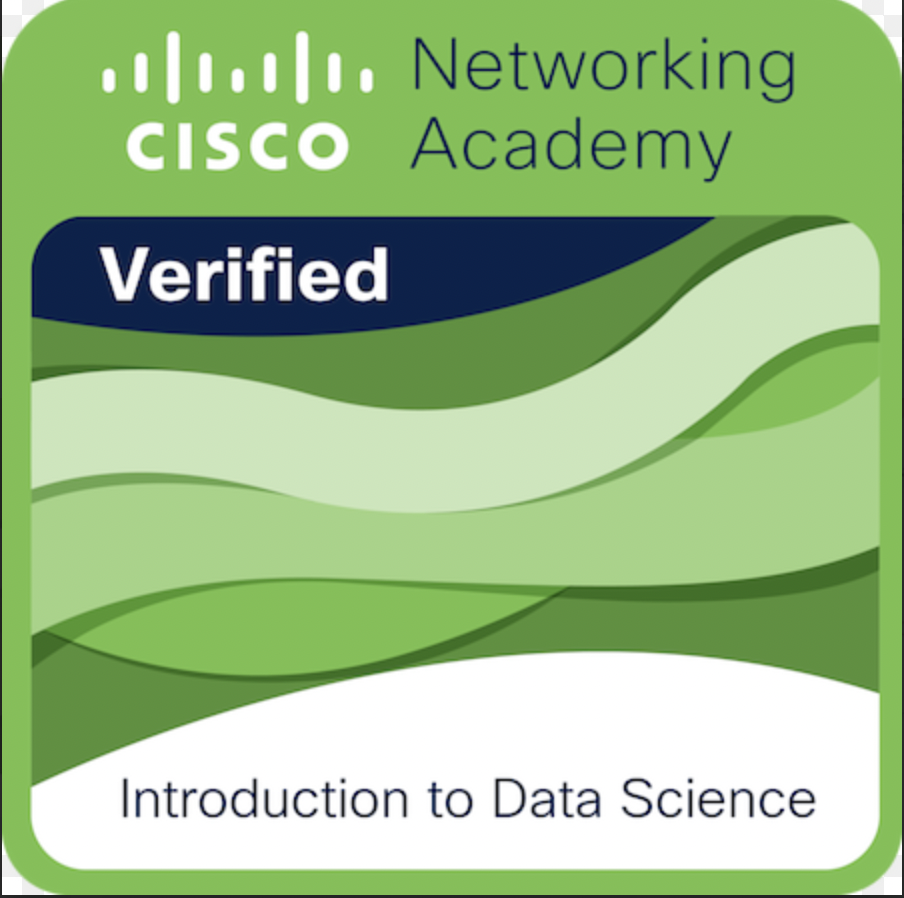 Networking
Academy
CISCO
Verified
Introduction to Data Science